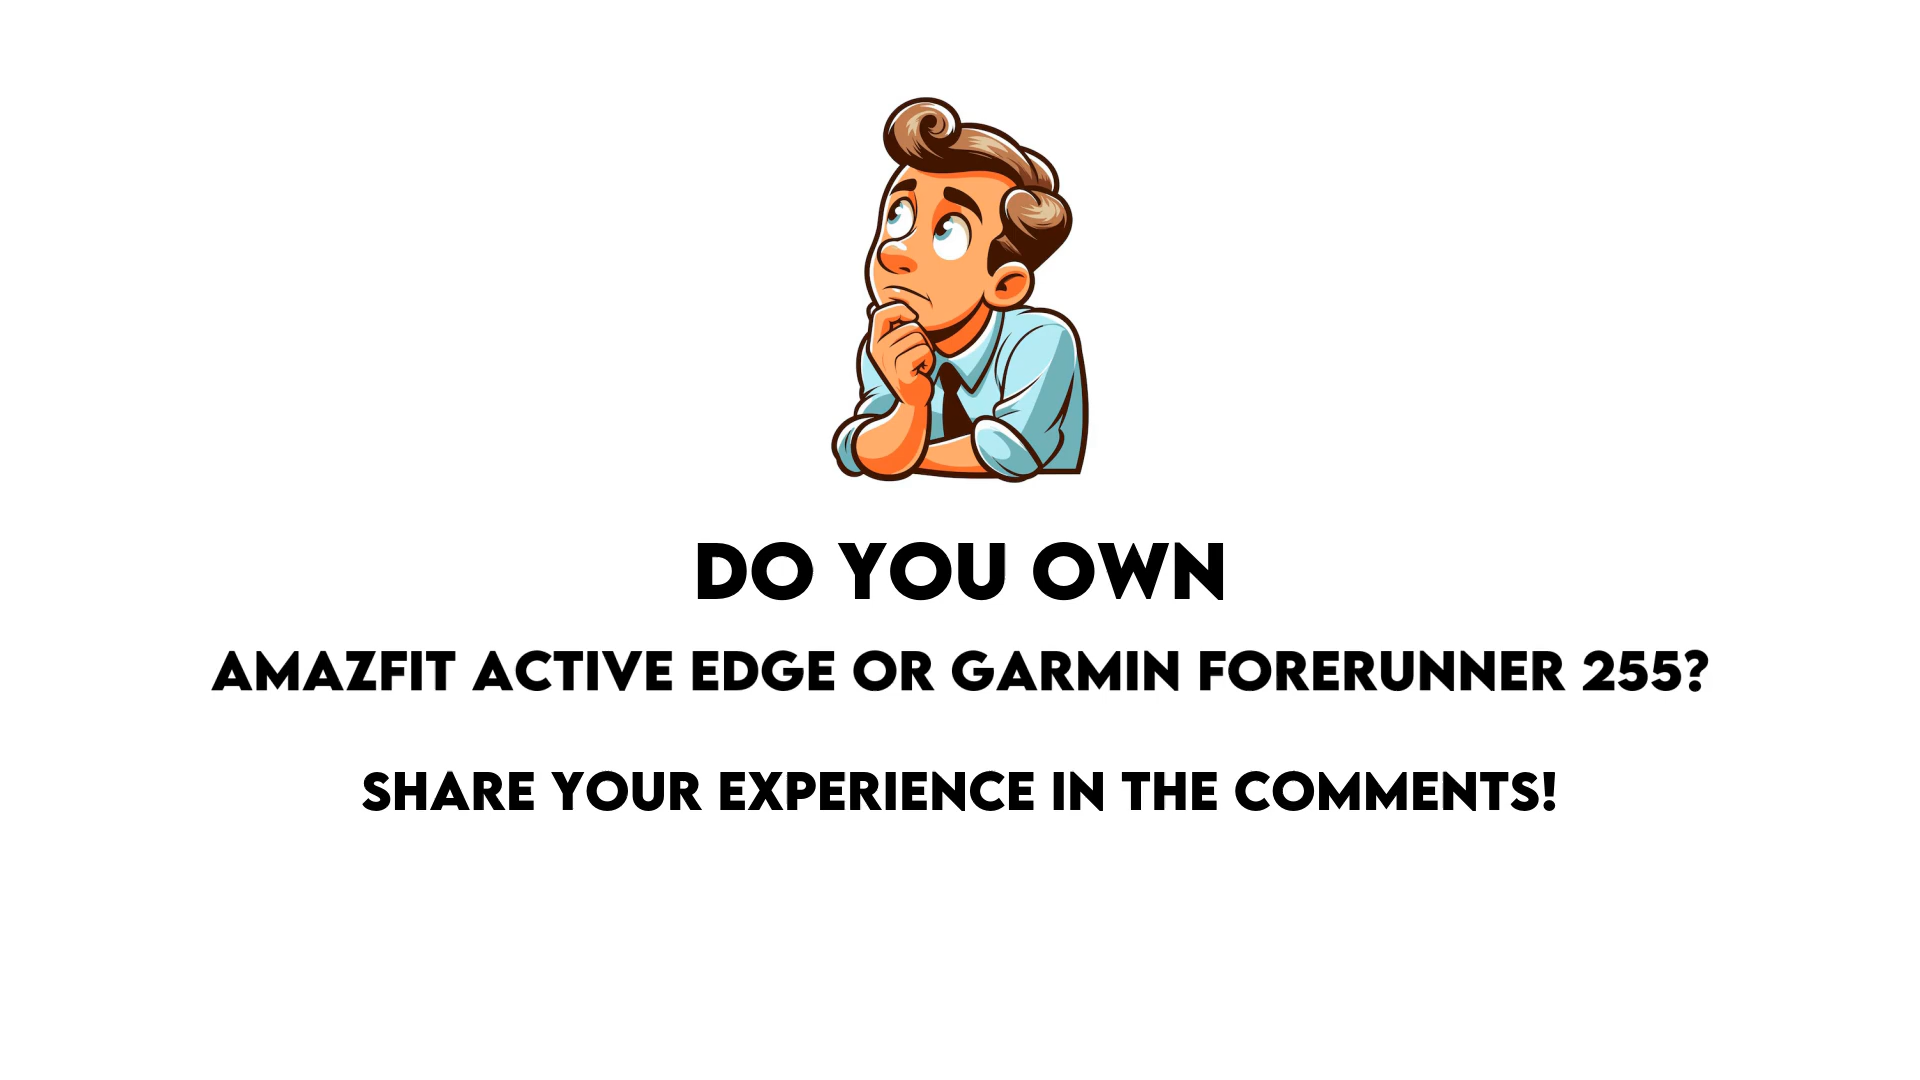 DO YOU OWN
AMAZFIT ACTIVE EDGE OR GARMIN FORERUNNER 255?
SHARE YOUR EXPERIENCE IN THE COMMENTS!